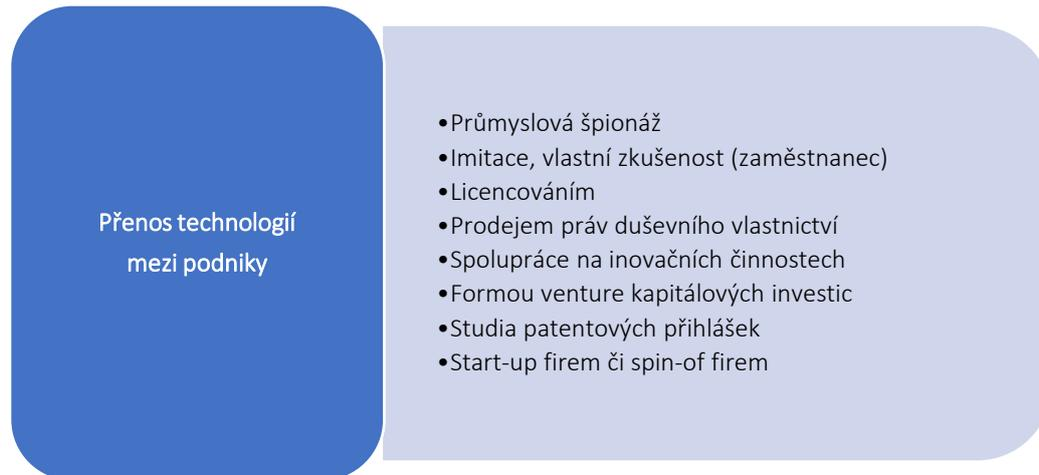 Přenos technologií
mezi podniky
•Průmyslová špionáž
•Imitace, vlastní zkušenost (zaměstnanec)
•Licencováním
•Prodejem práv duševního vlastnictví
•Spolupráce na inovačních činnostech
•Formou venture kapitálových investic
•Studia patentových přihlášek
•Start-up firem či spin-of firem